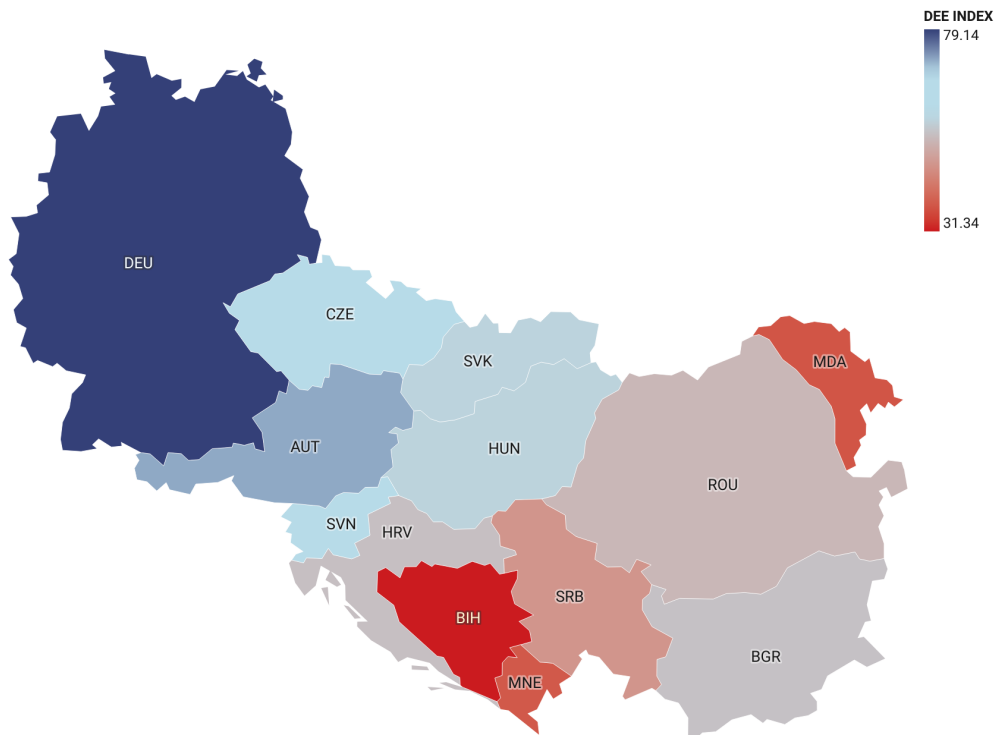 DEE INDEX
79.14
31.34
DEU
CZE
SVK
MDA
AUT
HUN
ROU
SVN
HRV
SRB
BIH
BGR
MNE